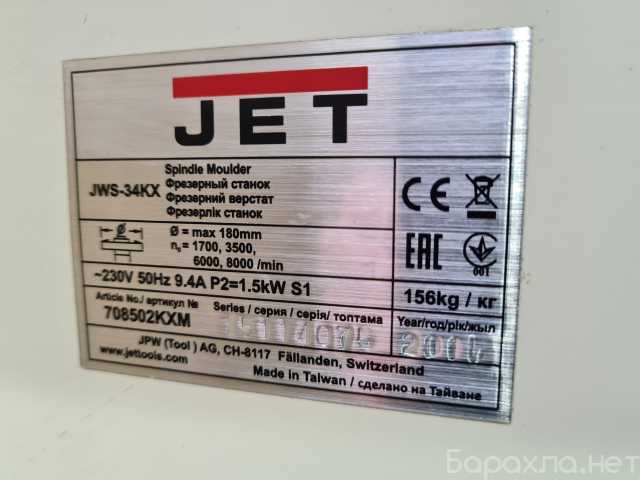 JET
Spindle Moulder
JWS-34KX Фрезерный станок
Фрезерний верстат
Фрезерлік станок
CE
Ø = max 180mm
n₀ = 1700, 3500,
6000, 8000 /min
EAC
001
~230V 50Hz 9.4A P2=1.5kW S1
156kg / кг
Article No./ артикул № Series / серия / серія/ топтама
708502KXM
Year/год/рік/жыл
JPW (Tool ) AG, CH-8117 Fällanden, Switzerland
www.jettools.com Made in Taiwan / сделано на Тайване
Барахла.нет